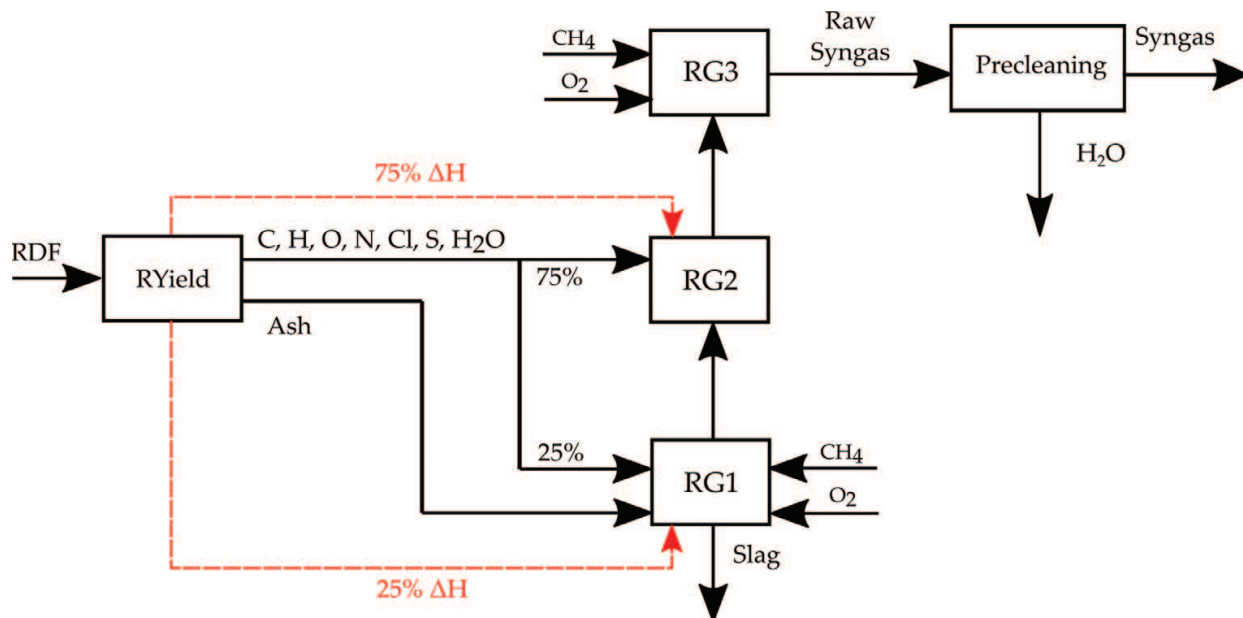 CH₄
O₂
RG3
Raw
Syngas
Precleaning
Syngas
H₂O
75% ΔH
RDF
RYield
C, H, O, N, Cl, S, H₂O
75%
RG2
Ash
25%
RG1
CH₄
O₂
Slag
25% ΔH